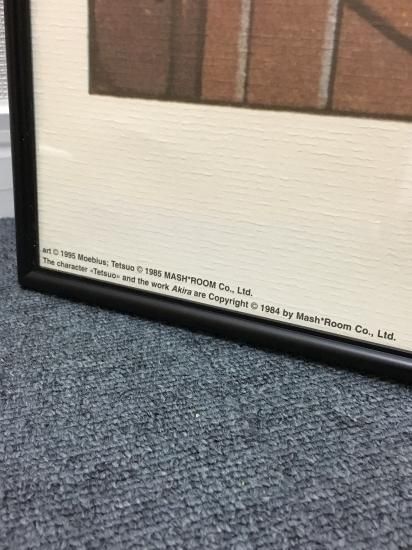 art © 1995 Moebius; Tetsuo © 1985 MASH*ROOM Co., Ltd.
The character «Tetsuo» and the work Akira are Copyright © 1984 by Mash*Room Co., Ltd.